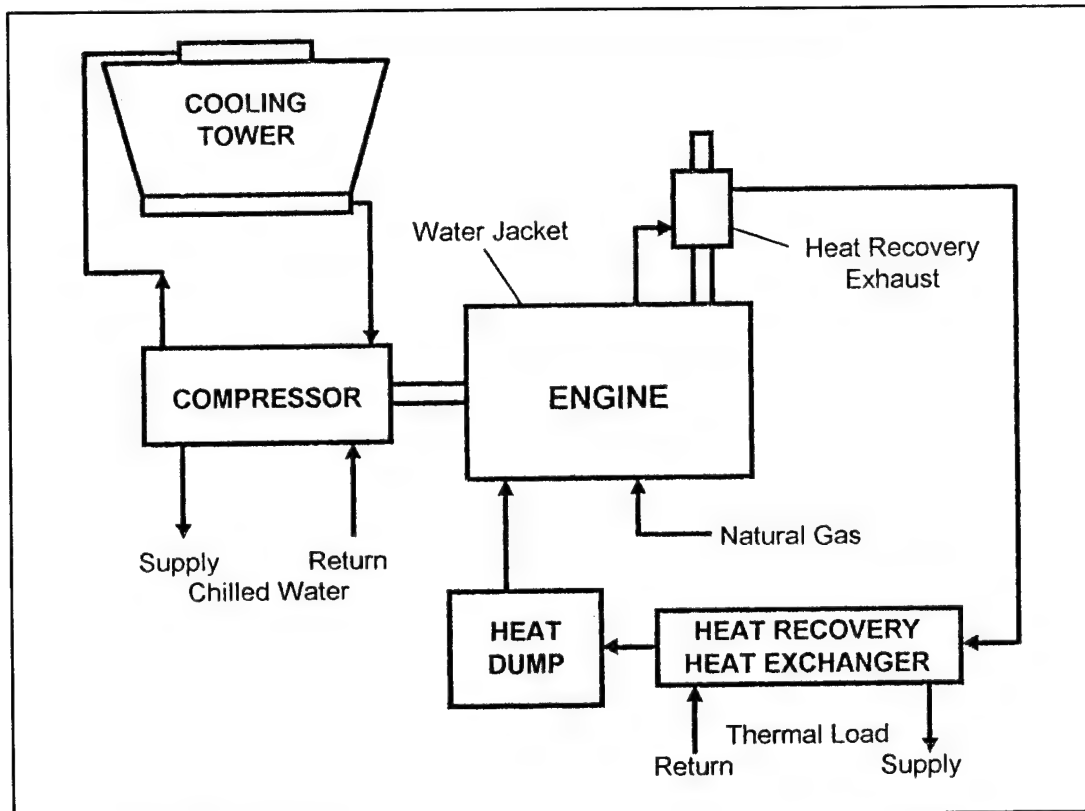 COOLING
TOWER
Water Jacket
Heat Recovery
Exhaust
COMPRESSOR
ENGINE
Supply
Return
Chilled Water
Natural Gas
HEAT
DUMP
HEAT RECOVERY
HEAT EXCHANGER
Thermal Load
Return
Supply